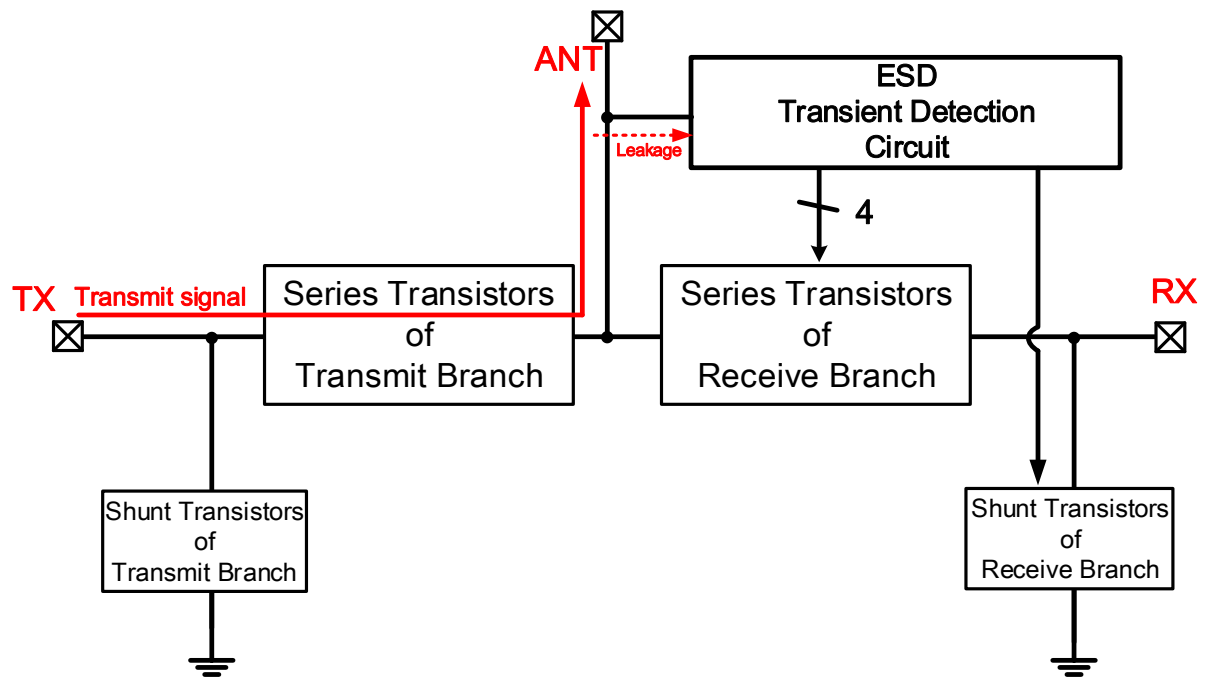 ANT
ESD
Transient Detection
Circuit
Leakage
4
TX
Transmit signal
Series Transistors
of
Transmit Branch
Series Transistors
of
Receive Branch
RX
Shunt Transistors
of
Transmit Branch
Shunt Transistors
of
Receive Branch